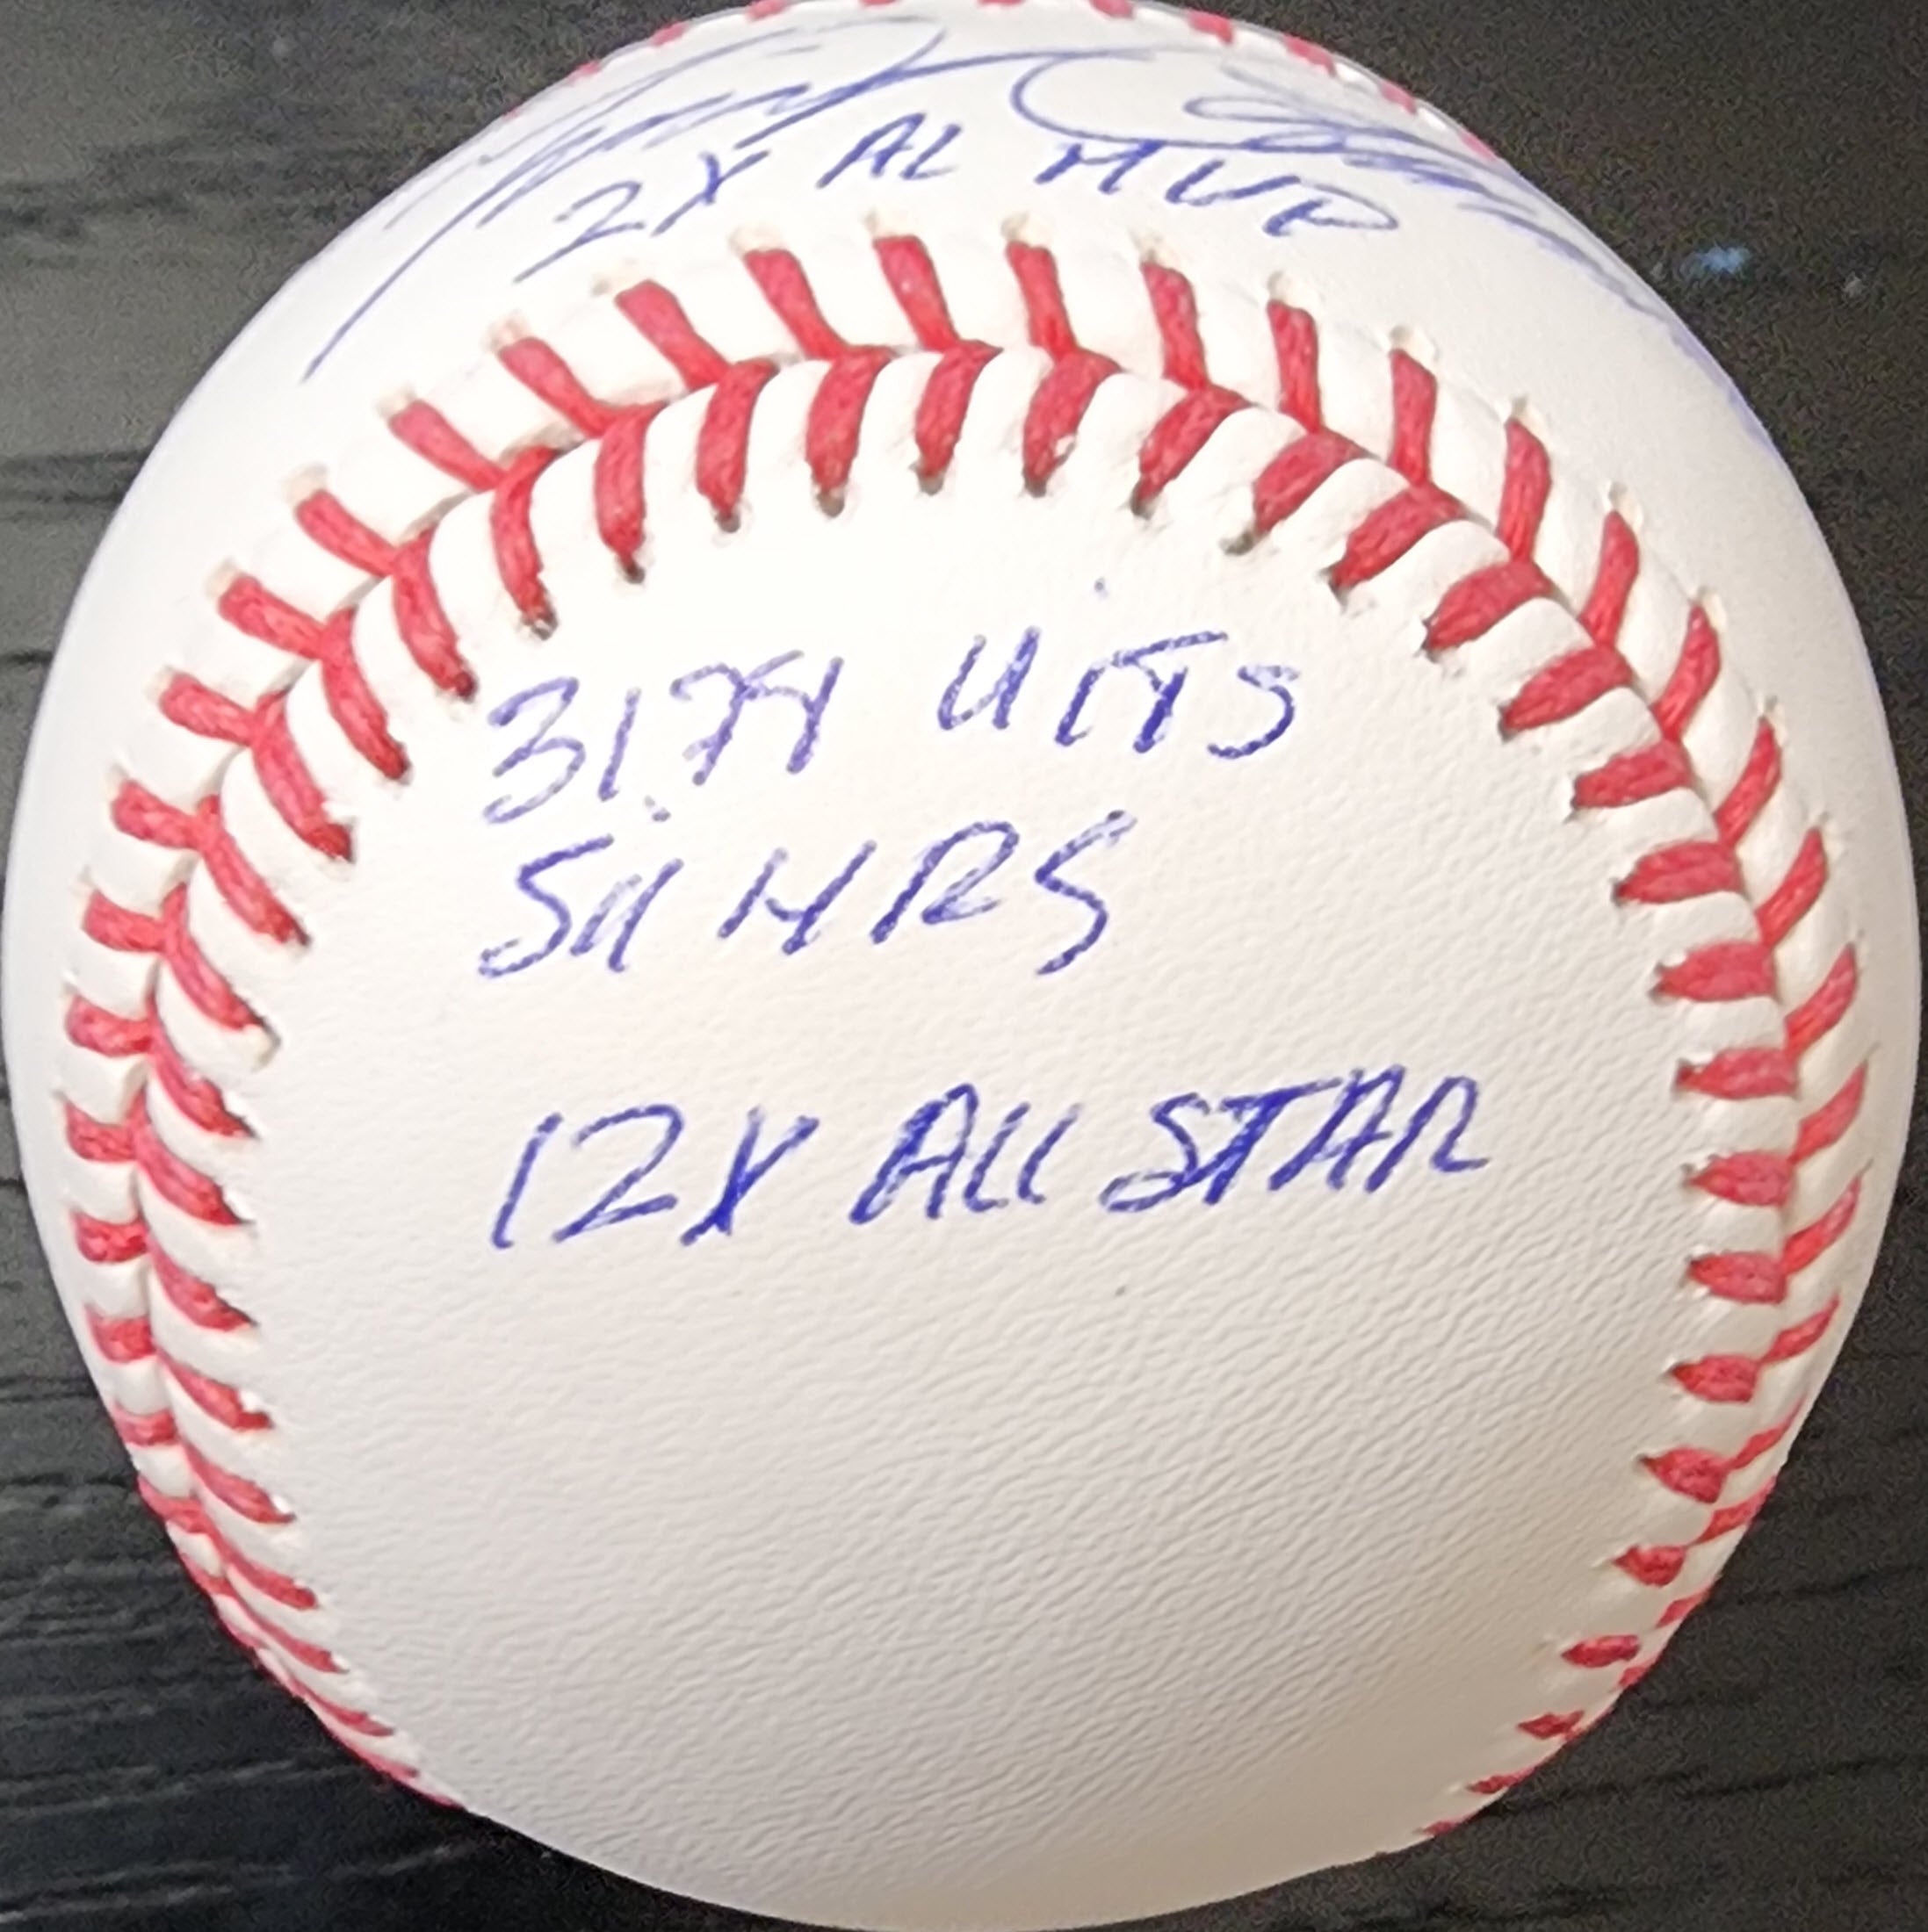 2X AL MVP
3174 HITS
511 HRS
12X ALL STAR